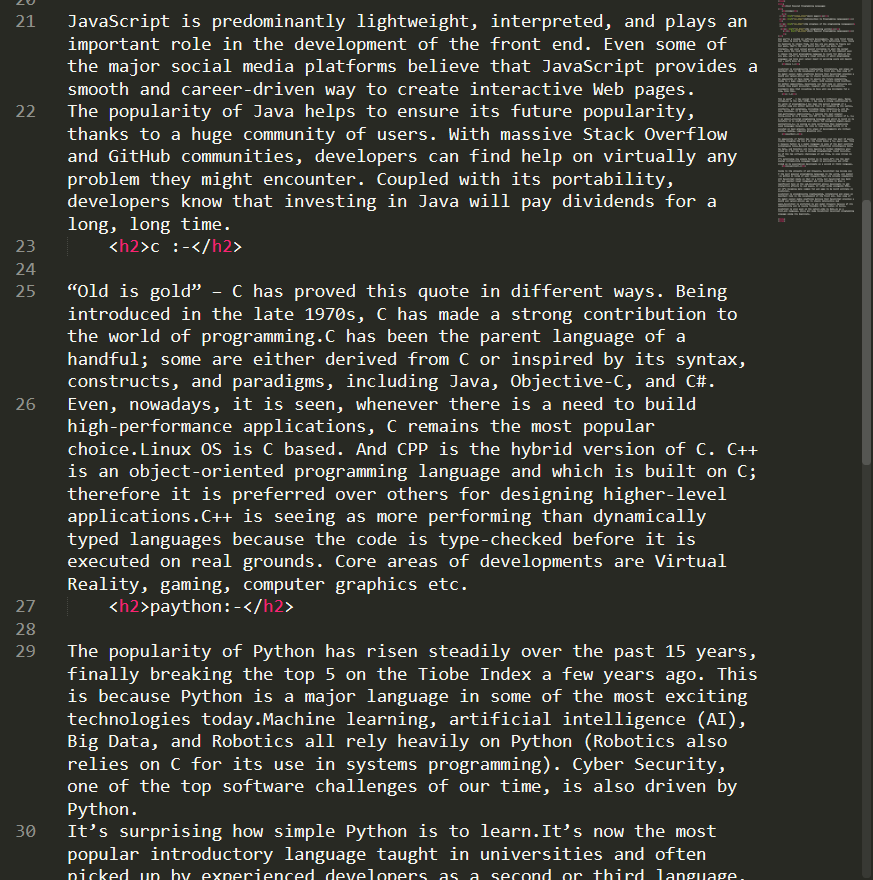 21 JavaScript is predominantly lightweight, interpreted, and plays an
important role in the development of the front end. Even some of
the major social media platforms believe that JavaScript provides a
smooth and career-driven way to create interactive Web pages.
22 The popularity of Java helps to ensure its future popularity,
thanks to a huge community of users. With massive Stack Overflow
and GitHub communities, developers can find help on virtually any
problem they might encounter. Coupled with its portability,
developers know that investing in Java will pay dividends for a
long, long time.
23 <h2>c :-</h2>
24
25 “Old is gold” – C has proved this quote in different ways. Being
introduced in the late 1970s, C has made a strong contribution to
the world of programming.C has been the parent language of a
handful; some are either derived from C or inspired by its syntax,
constructs, and paradigms, including Java, Objective-C, and C#.
26 Even, nowadays, it is seen, whenever there is a need to build
high-performance applications, C remains the most popular
choice.Linux OS is C based. And CPP is the hybrid version of C. C++
is an object-oriented programming language and which is built on C;
therefore it is preferred over others for designing higher-level
applications.C++ is seeing as more performing than dynamically
typed languages because the code is type-checked before it is
executed on real grounds. Core areas of developments are Virtual
Reality, gaming, computer graphics etc.
27 <h2>paython:-</h2>
28
29 The popularity of Python has risen steadily over the past 15 years,
finally breaking the top 5 on the Tiobe Index a few years ago. This
is because Python is a major language in some of the most exciting
technologies today.Machine learning, artificial intelligence (AI),
Big Data, and Robotics all rely heavily on Python (Robotics also
relies on C for its use in systems programming). Cyber Security,
one of the top software challenges of our time, is also driven by
Python.
30 It’s surprising how simple Python is to learn.It’s now the most
popular introductory language taught in universities and often
picked up by experienced developers as a second or third language.